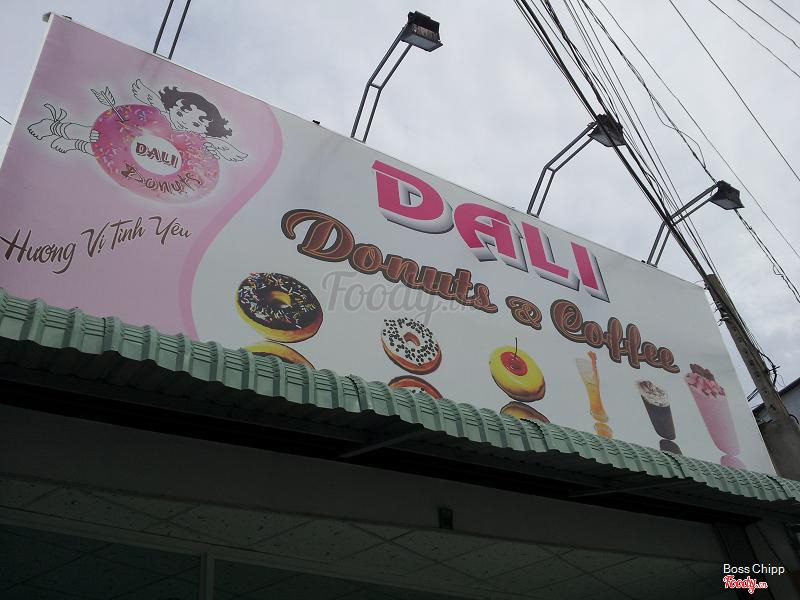 DALI
Donuts
Hương Vị Tình Yêu
DALI
Donuts & Coffee
Foody.vn
Boss Chipp
Foody.vn